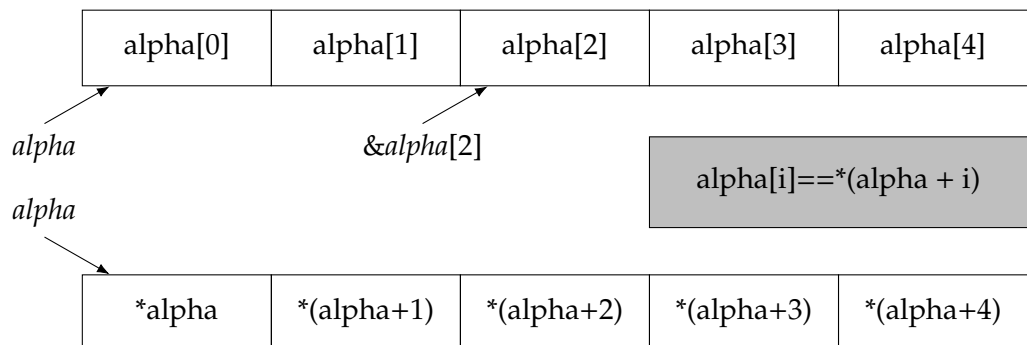 alpha[0] alpha[1] alpha[2] alpha[3] alpha[4]
alpha &alpha[2]
alpha[i]==*(alpha + i)
alpha
*alpha *(alpha+1) *(alpha+2) *(alpha+3) *(alpha+4)